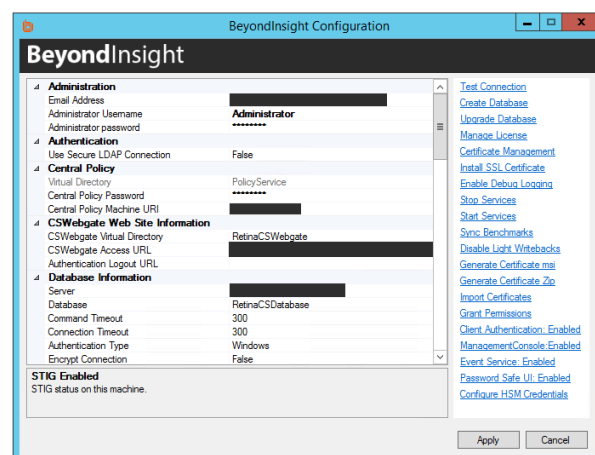 BeyondInsight Configuration
BeyondInsight
Administration
Email Address
Administrator Username Administrator
Administrator password ********
Authentication
Use Secure LDAP Connection False
Central Policy
Virtual Directory PolicyService
Central Policy Password ********
Central Policy Machine URI
CSWebgate Web Site Information
CSWebgate Virtual Directory RetinaCSWebgate
CSWebgate Access URL
Authentication Logout URL
Database Information
Server
Database RetinaCSDatabase
Command Timeout 300
Connection Timeout 300
Authentication Type Windows
Encrypt Connection False
STIG Enabled
STIG status on this machine.
Test Connection
Create Database
Upgrade Database
Manage License
Certificate Management
Install SSL Certificate
Enable Debug Logging
Stop Services
Start Services
Sync Benchmarks
Disable Light Writebacks
Generate Certificate msi
Generate Certificate Zip
Import Certificates
Grant Permissions
Client Authentication: Enabled
ManagementConsole:Enabled
Event Service: Enabled
Password Safe UI: Enabled
Configure HSM Credentials
Apply Cancel